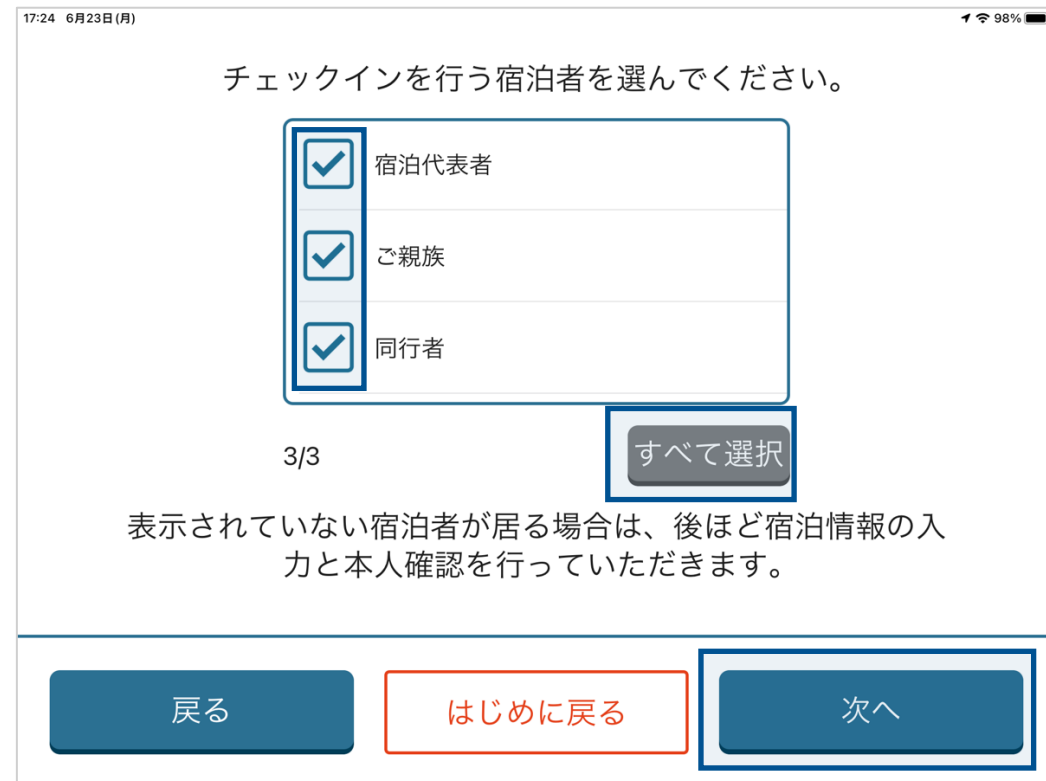 17:24 6月23日(月) 98%
チェックインを行う宿泊者を選んでください。
宿泊代表者
ご親族
同行者
3/3 すべて選択
表示されていない宿泊者が居る場合は、後ほど宿泊情報の入
力と本人確認を行っていただきます。
戻る はじめに戻る 次へ